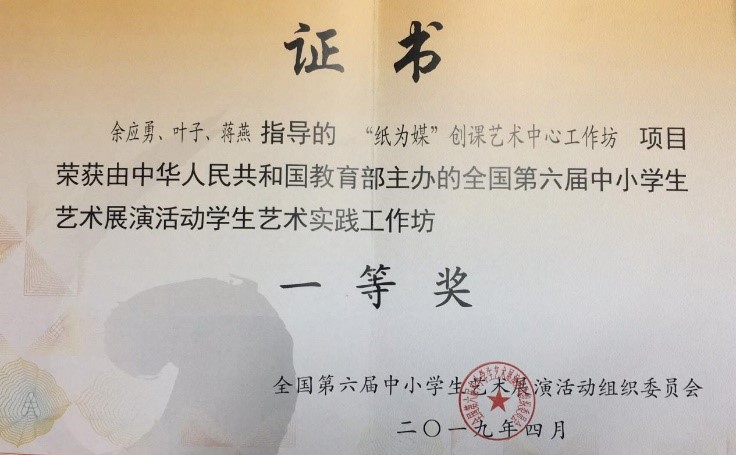 证书
余应勇、叶子、蒋燕 指导的 “纸为媒”创课艺术中心工作坊 项目
荣获由中华人民共和国教育部主办的全国第六届中小学生
艺术展演活动学生艺术实践工作坊
一等奖
全国第六届中小学生艺术展演活动组织委员会
二〇一九年四月